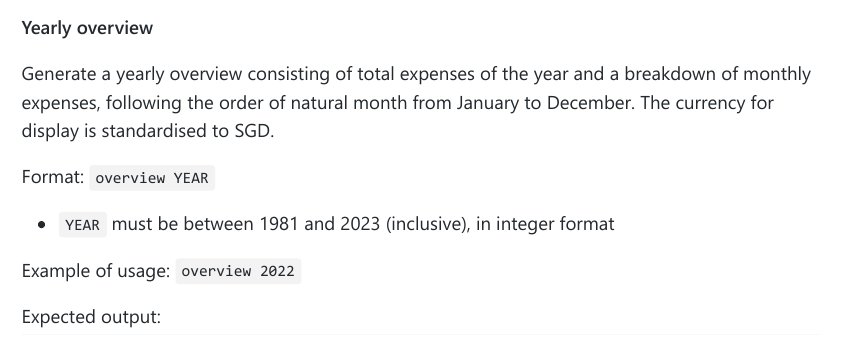 Yearly overview
Generate a yearly overview consisting of total expenses of the year and a breakdown of monthly
expenses, following the order of natural month from January to December. The currency for
display is standardised to SGD.
Format: overview YEAR
• YEAR must be between 1981 and 2023 (inclusive), in integer format
Example of usage: overview 2022
Expected output: